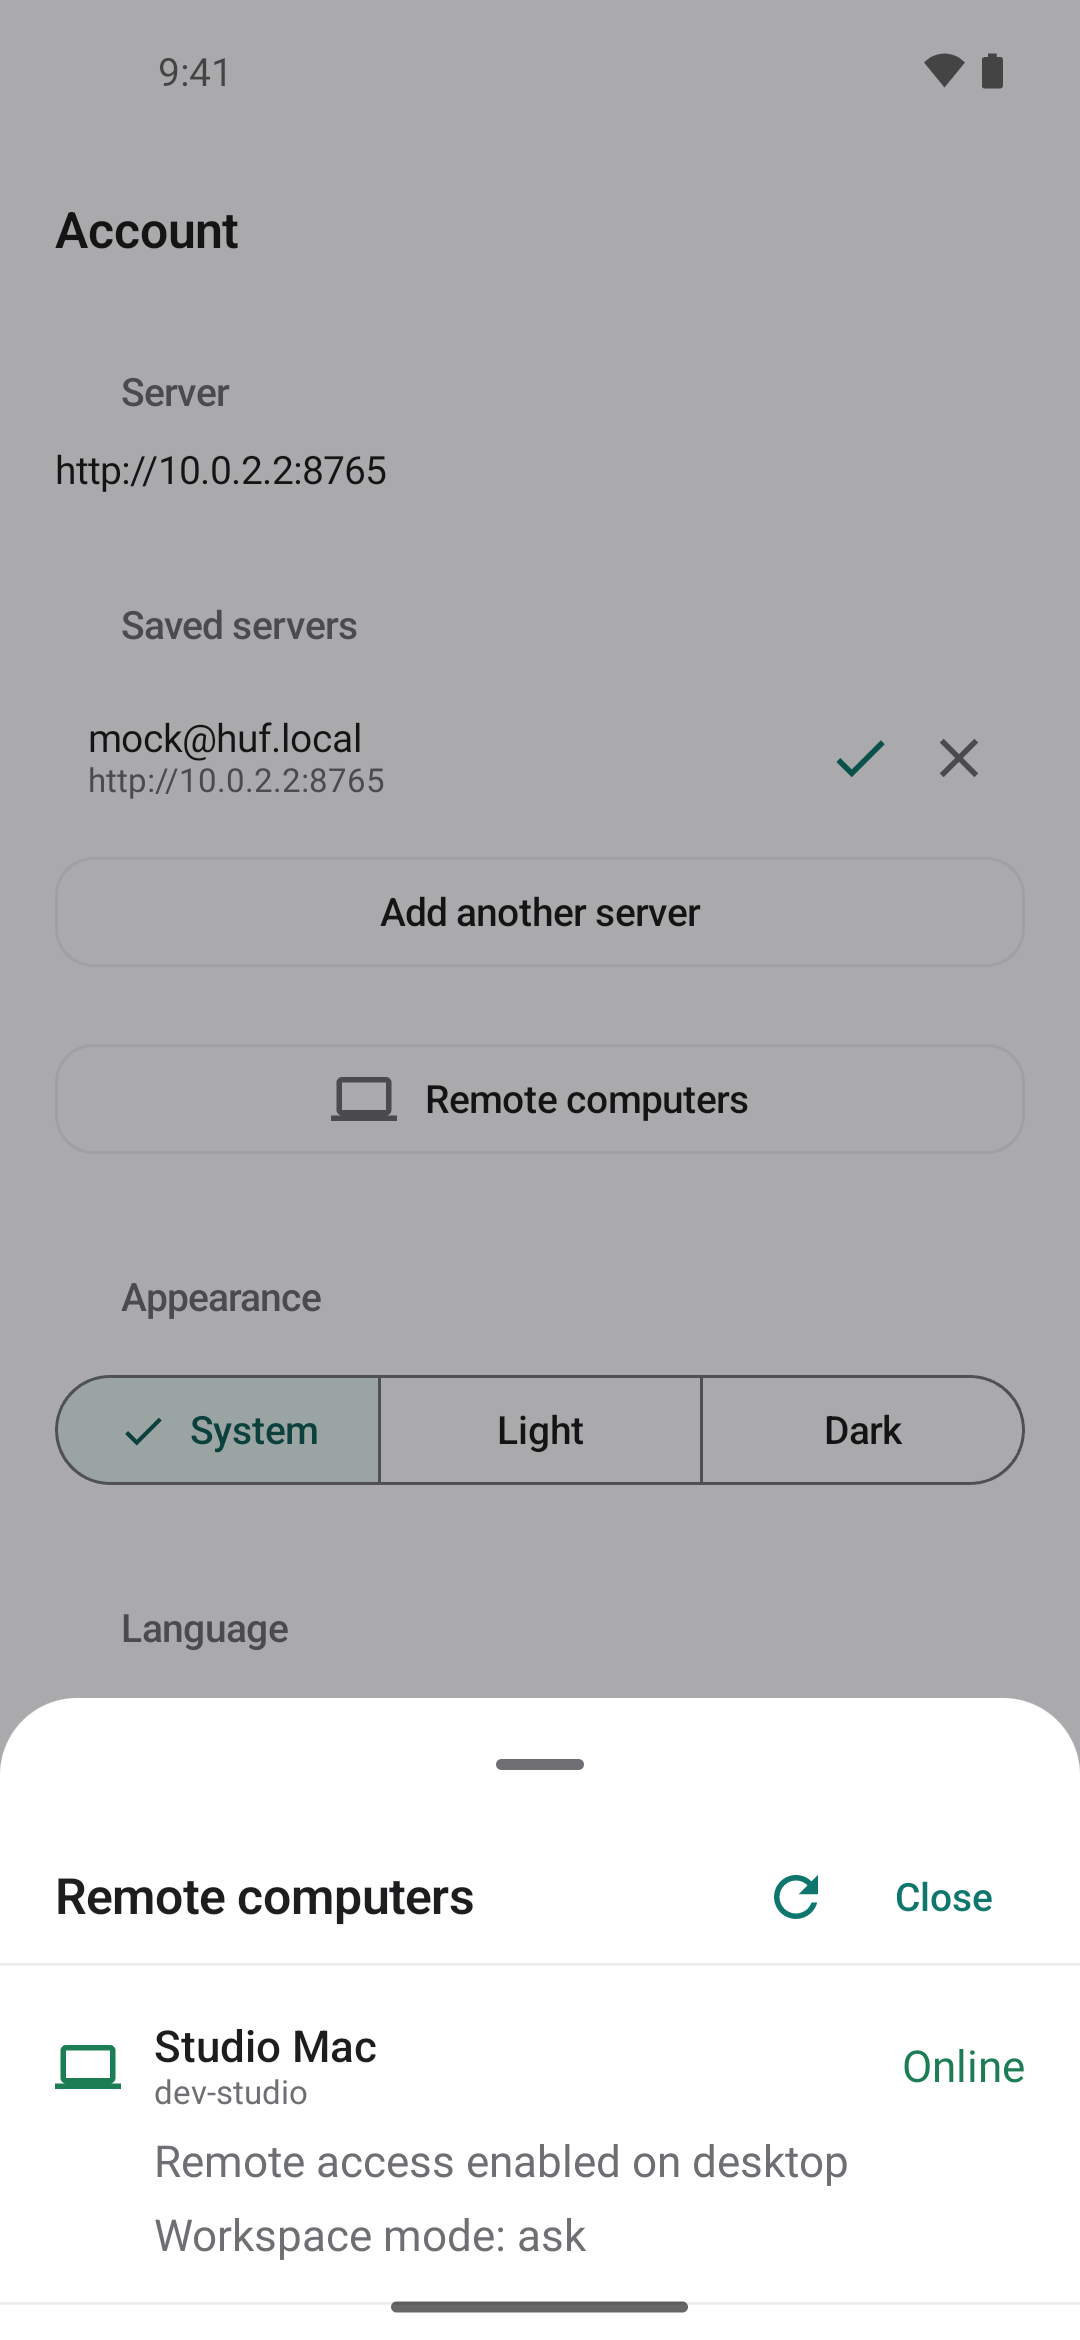 9:41
Account
Server
http://10.0.2.2:8765
Saved servers
mock@huf.local
http://10.0.2.2:8765
Add another server
Remote computers
Appearance
System
Light
Dark
Language
Remote computers
Close
Studio Mac
dev-studio
Online
Remote access enabled on desktop
Workspace mode: ask